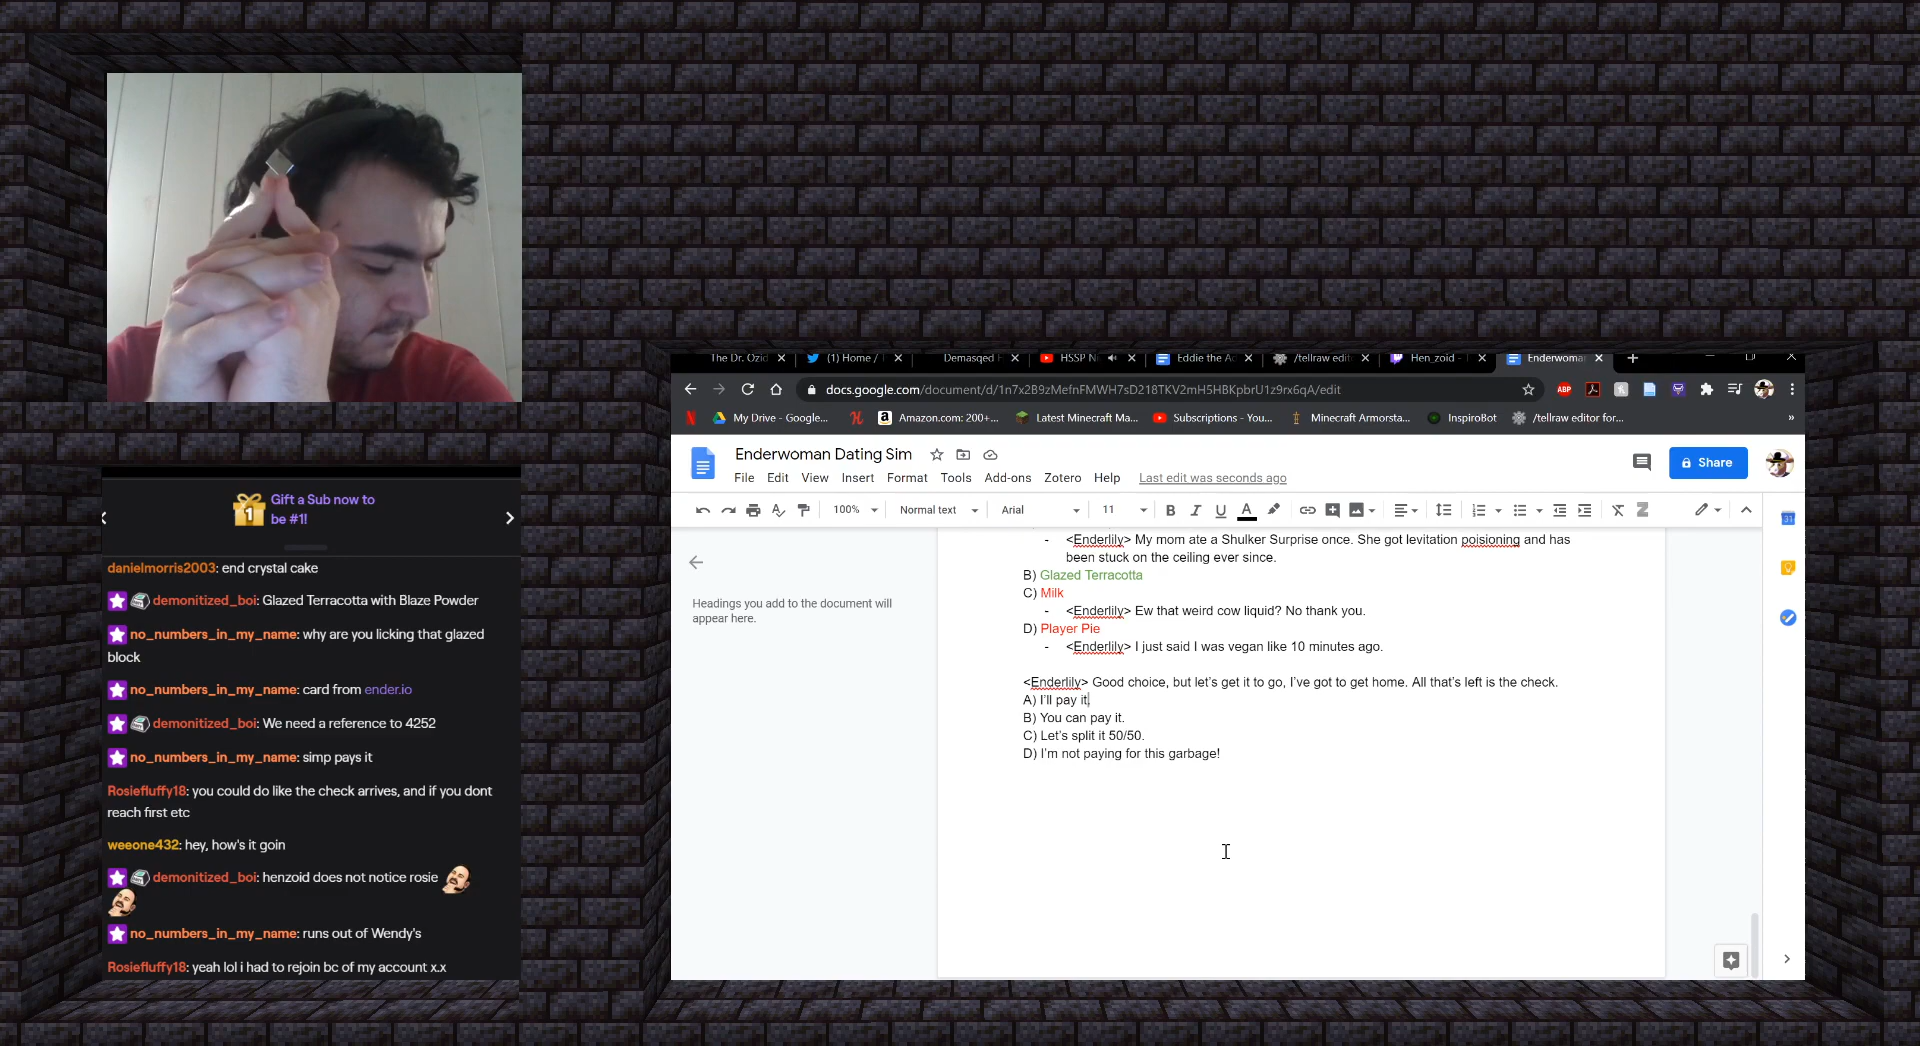 Gift a Sub now to
be #1!
1
danielmorris2003: end crystal cake
demonitized_boi: Glazed Terracotta with Blaze Powder
no_numbers_in_my_name: why are you licking that glazed
block
no_numbers_in_my_name: card from ender.io
demonitized_boi: We need a reference to 4252
no_numbers_in_my_name: simp pays it
Rosiefluffy18: you could do like the check arrives, and if you dont
reach first etc
weeone432: hey, how's it goin
demonitized_boi: henzoid does not notice rosie
no_numbers_in_my_name: runs out of Wendy's
Rosiefluffy18: yeah lol i had to rejoin bc of my account x.x
The Dr. Ozid
(1) Home /
Demasqed
HSSP N
Eddie the Ad
/tellraw edit
Hen_zoid -
Enderwoma
docs.google.com/document/d/1n7x2B9zMefnFMWH7sD218TKV2mH5HBKpbrU1z9rx6qA/edit
ABP
My Drive - Google...
Amazon.com: 200+...
Latest Minecraft Ma...
Subscriptions - You...
Minecraft Armorsta...
InspiroBot
/tellraw editor for...
»
Enderwoman Dating Sim
File Edit View Insert Format Tools Add-ons Zotero Help Last edit was seconds ago
Share
100% Normal text Arial 11 B I U A
31
Headings you add to the document will
appear here.
- <Enderlily> My mom ate a Shulker Surprise once. She got levitation poisioning and has
been stuck on the ceiling ever since.
B) Glazed Terracotta
C) Milk
- <Enderlily> Ew that weird cow liquid? No thank you.
D) Player Pie
- <Enderlily> I just said I was vegan like 10 minutes ago.
<Enderlily> Good choice, but let's get it to go, I've got to get home. All that's left is the check.
A) I'll pay it.
B) You can pay it.
C) Let's split it 50/50.
D) I'm not paying for this garbage!